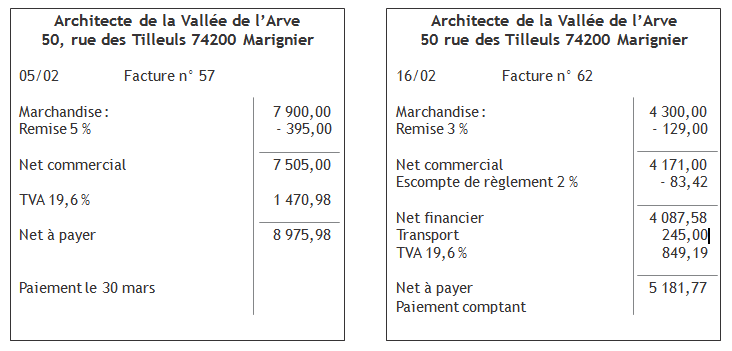 Architecte de la Vallée de l'Arve
50, rue des Tilleuls 74200 Marignier
05/02 Facture n° 57
Marchandise : 7 900,00
Remise 5 % - 395,00
Net commercial 7 505,00
TVA 19,6 % 1 470,98
Net à payer 8 975,98
Paiement le 30 mars
Architecte de la Vallée de l'Arve
50 rue des Tilleuls 74200 Marignier
16/02 Facture n° 62
Marchandise : 4 300,00
Remise 3 % - 129,00
Net commercial 4 171,00
Escompte de règlement 2 % - 83,42
Net financier 4 087,58
Transport 245,00
TVA 19,6 % 849,19
Net à payer 5 181,77
Paiement comptant